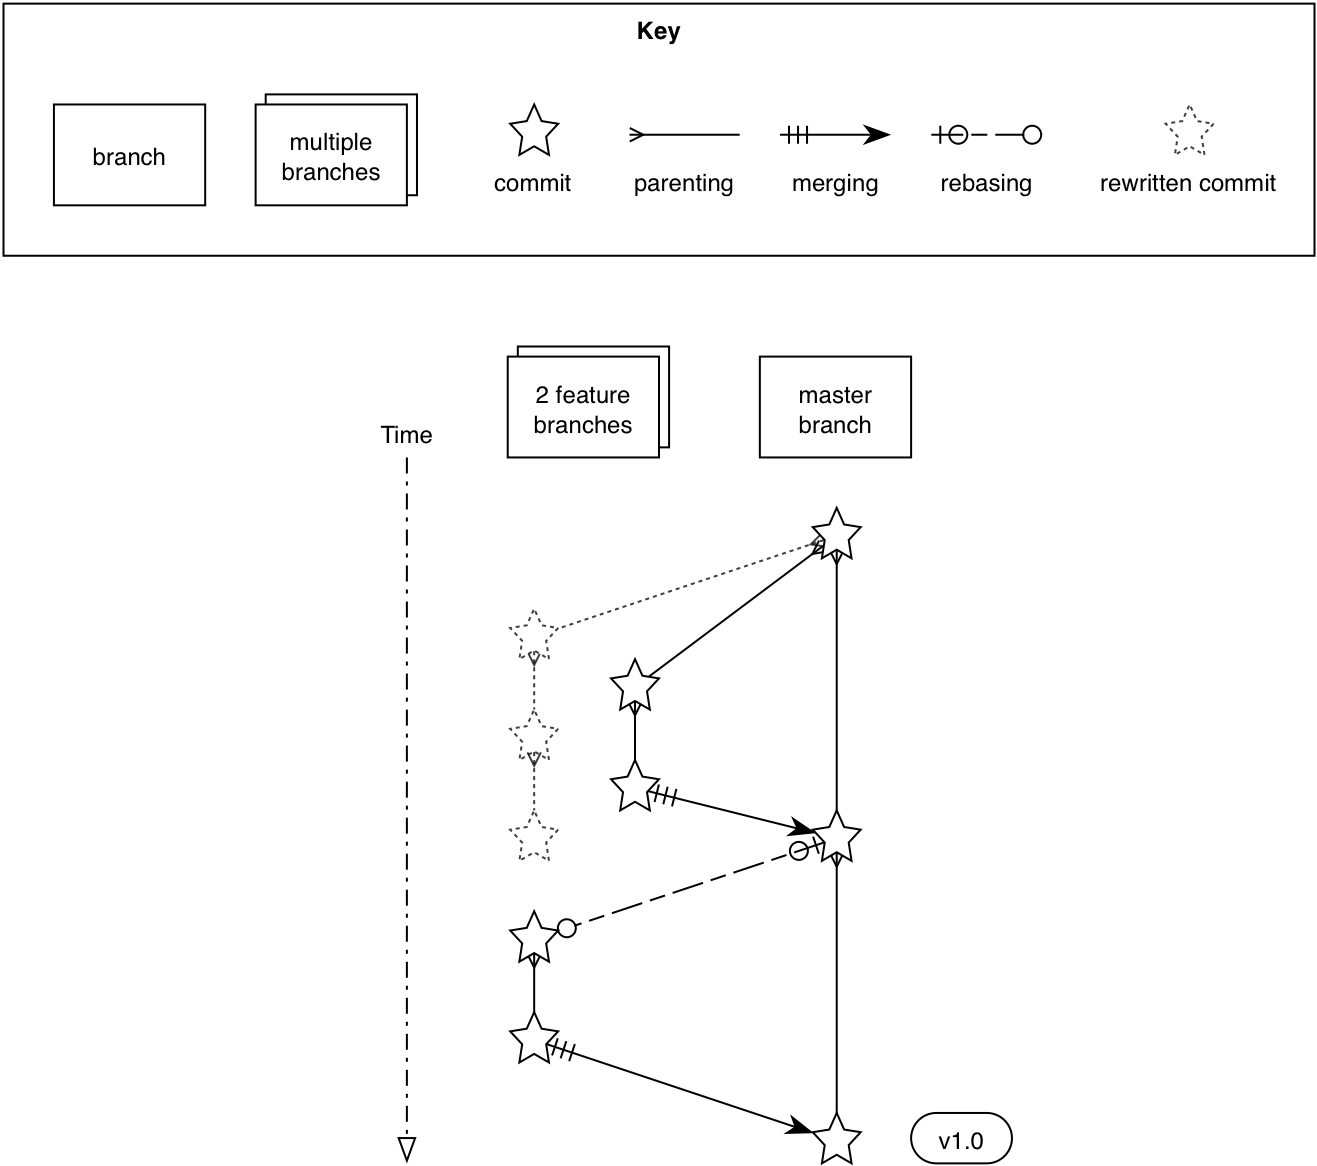 Key
branch
multiple
branches
commit
parenting
merging
rebasing
rewritten commit
2 feature
branches
master
branch
Time
v1.0